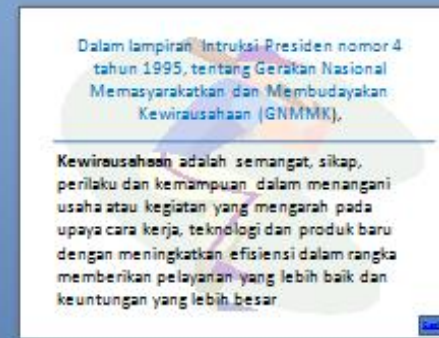 Dalam lampiran Intruksi Presiden nomor 4
tahun 1995, tentang Gerakan Nasional
Memasyarakatkan dan Membudayakan
Kewirausahaan (GNMMK),
Kewirausahaan adalah semangat, sikap,
perilaku dan kemampuan dalam menangani
usaha atau kegiatan yang mengarah pada
upaya cara kerja, teknologi dan produk baru
dengan meningkatkan efisiensi dalam rangka
memberikan pelayanan yang lebih baik dan
keuntungan yang lebih besar